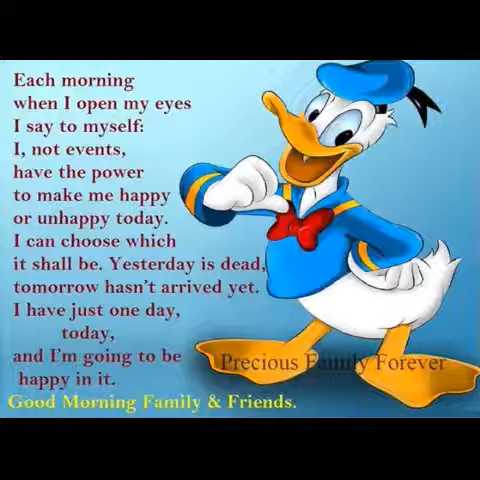 Each morning
when I open my eyes
I say to myself:
I, not events,
have the power
to make me happy
or unhappy today.
I can choose which
it shall be. Yesterday is dead,
tomorrow hasn't arrived yet.
I have just one day,
today,
and I'm going to be
happy in it.
Precious Family Forever
Good Morning Family & Friends.